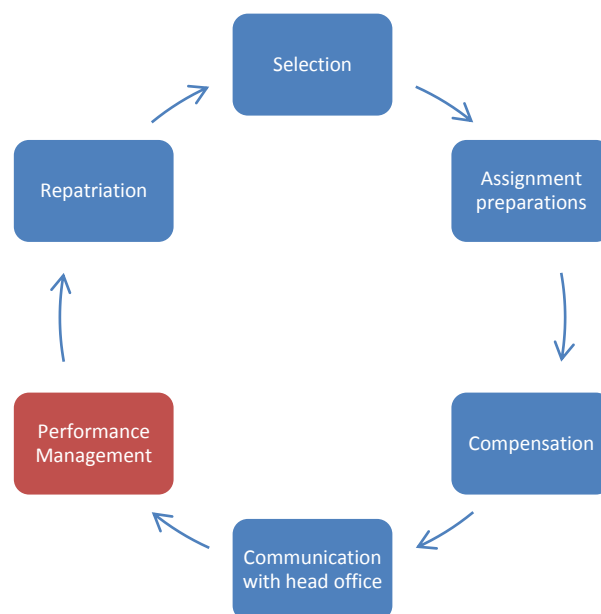 Selection
Assignment
preparations
Compensation
Communication
with head office
Performance
Management
Repatriation